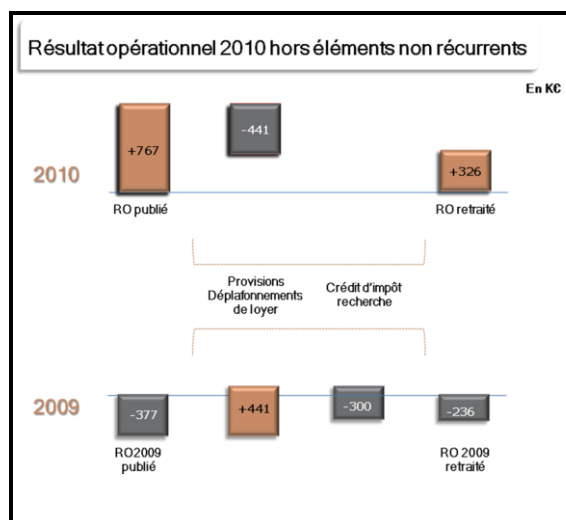 Résultat opérationnel 2010 hors éléments non récurrents
En K€
2010
+767
-441
+326
RO publié
RO retraité
Provisions
Déplafonnements
de loyer
Crédit d'impôt
recherche
2009
-377
+441
-300
-236
RO2009
publié
RO 2009
retraité